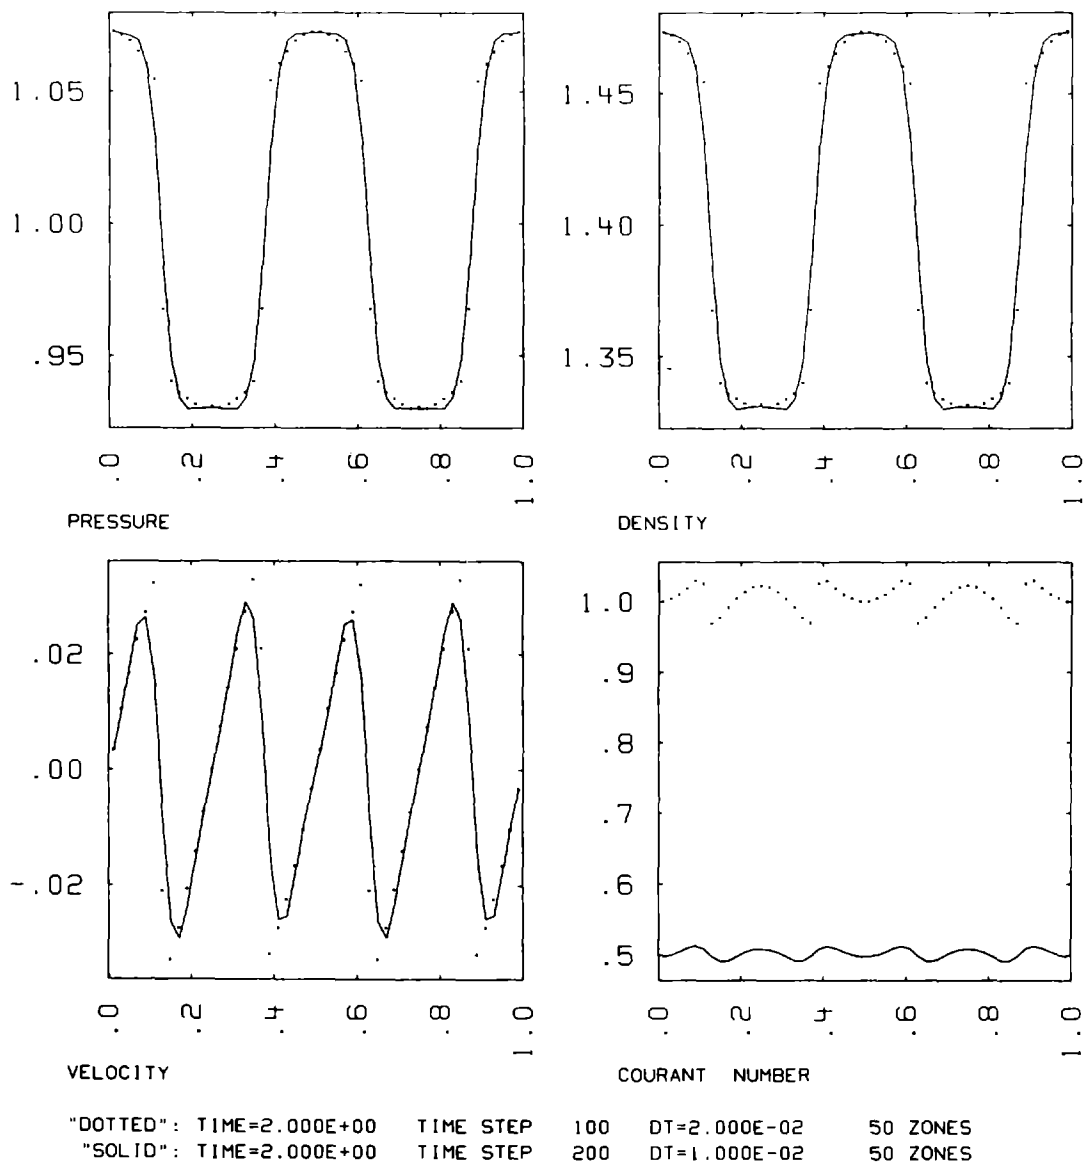 1.05
1.00
.95
.0 .2 .4 .6 .8 1.0
PRESSURE
1.45
1.40
1.35
.0 .2 .4 .6 .8 1.0
DENSITY
.02
.00
-.02
.0 .2 .4 .6 .8 1.0
VELOCITY
1.0
.9
.8
.7
.6
.5
.0 .2 .4 .6 .8 1.0
COURANT NUMBER
"DOTTED": TIME=2.000E+00 TIME STEP 100 DT=2.000E-02 50 ZONES
"SOLID": TIME=2.000E+00 TIME STEP 200 DT=1.000E-02 50 ZONES